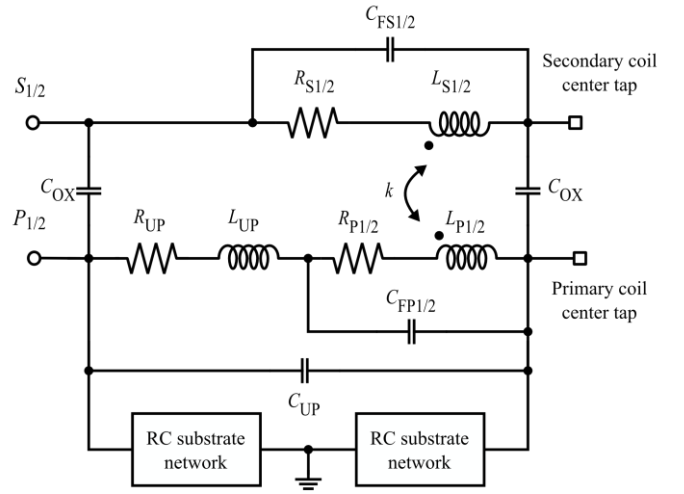 C_FS1/2
S_1/2
R_S1/2
L_S1/2
Secondary coil
center tap
C_OX
k
C_OX
P_1/2
R_UP
L_UP
R_P1/2
L_P1/2
C_FP1/2
Primary coil
center tap
C_UP
RC substrate
network
RC substrate
network